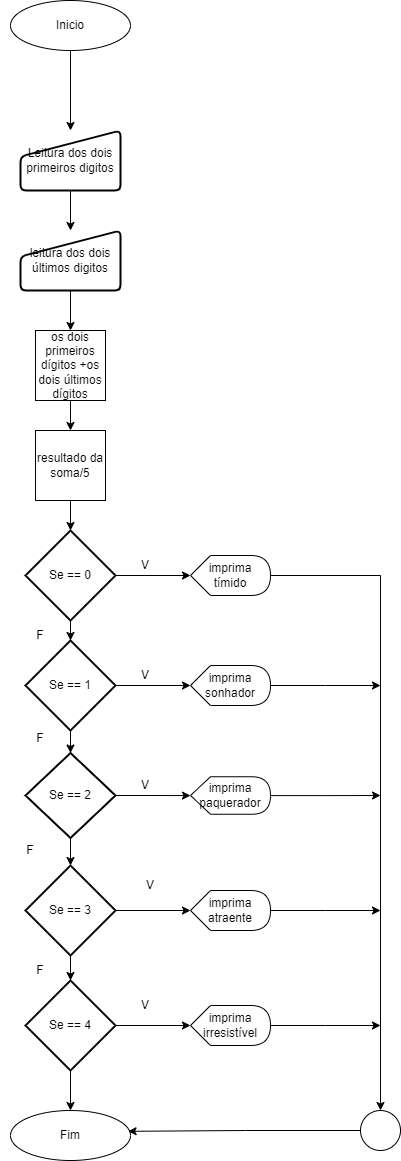 Inicio
Leitura dos dois
primeiros digitos
leitura dos dois
últimos digitos
os dois
primeiros
dígitos +os
dois últimos
dígitos
resultado da
soma/5
Se == 0
V
imprima
tímido
F
Se == 1
V
imprima
sonhador
F
Se == 2
V
imprima
paquerador
F
Se == 3
V
imprima
atraente
F
Se == 4
V
imprima
irresistível
Fim